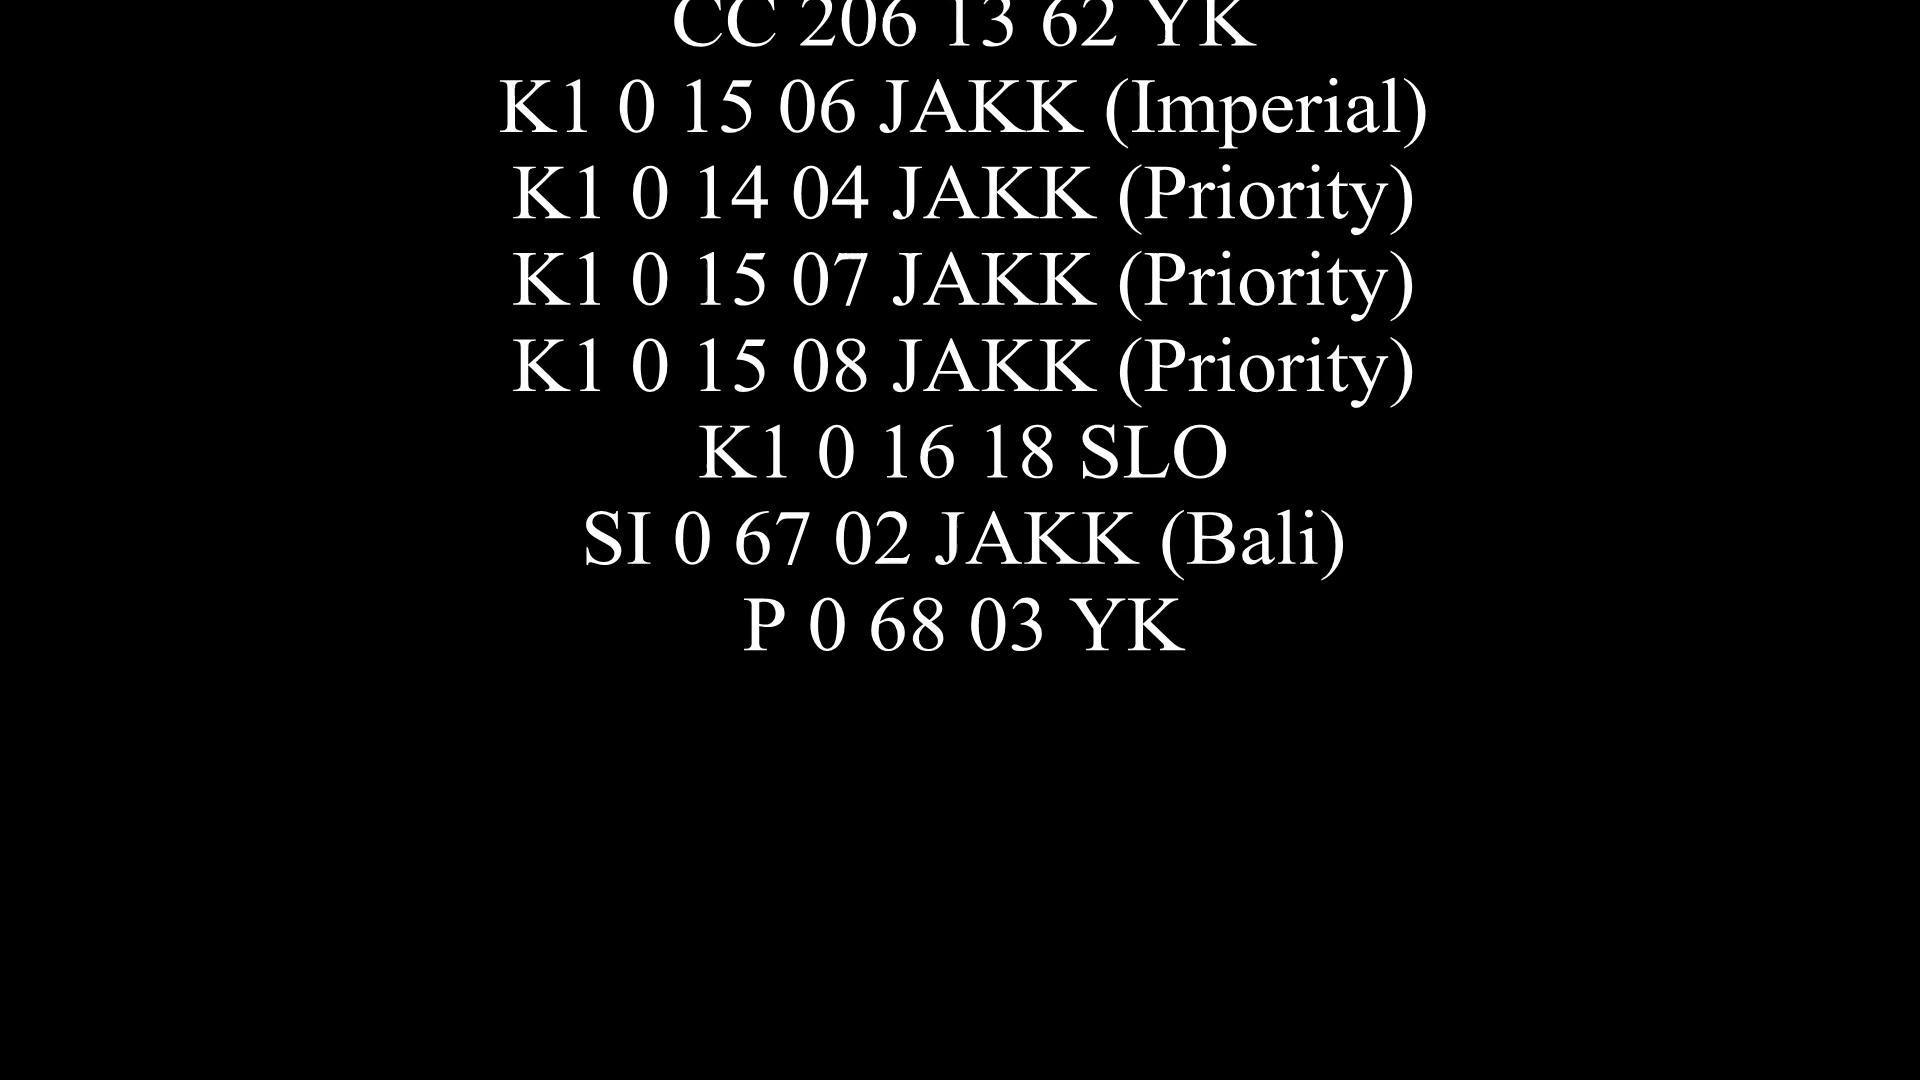 CC 206 13 62 YK
K1 0 15 06 JAKK (Imperial)
K1 0 14 04 JAKK (Priority)
K1 0 15 07 JAKK (Priority)
K1 0 15 08 JAKK (Priority)
K1 0 16 18 SLO
SI 0 67 02 JAKK (Bali)
P 0 68 03 YK